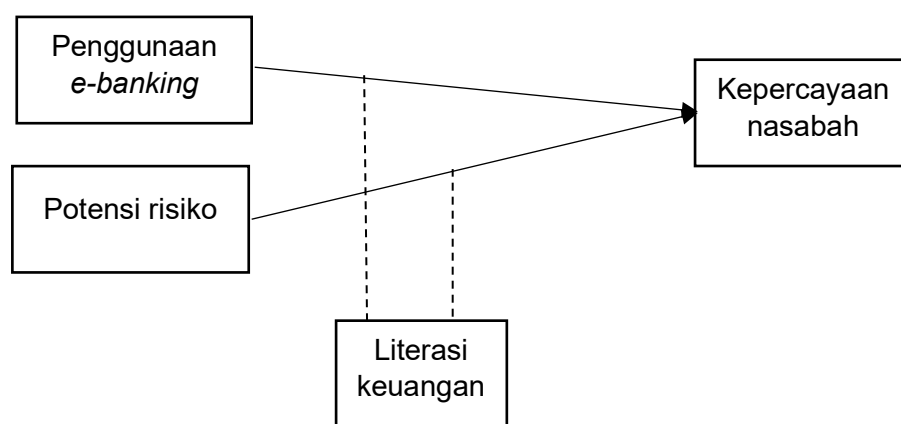 Penggunaan
e-banking
Kepercayaan
nasabah
Potensi risiko
Literasi
keuangan